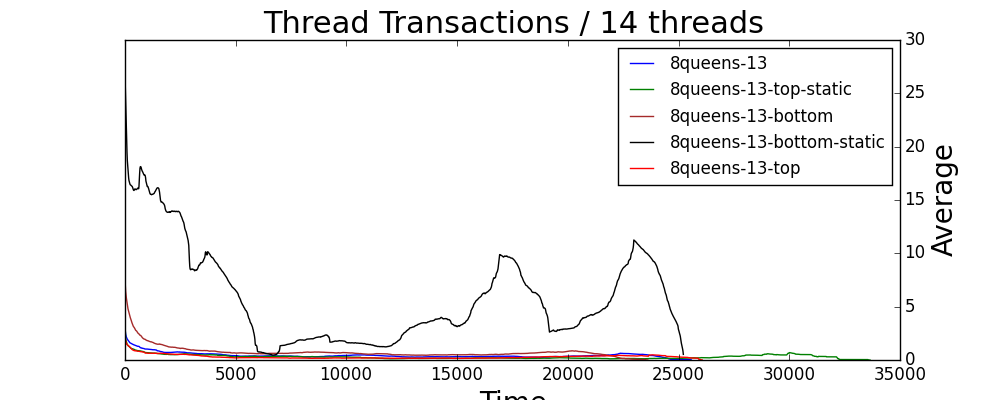 Thread Transactions / 14 threads
8queens-13
8queens-13-top-static
8queens-13-bottom
8queens-13-bottom-static
8queens-13-top
30
25
20
15
10
5
0
Average
0 5000 10000 15000 20000 25000 30000 35000
Time